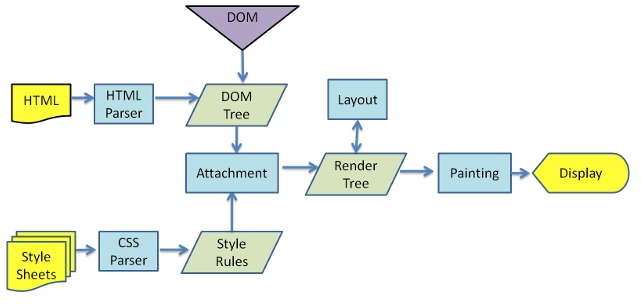 DOM
HTML
HTML
Parser
DOM
Tree
Layout
Attachment
Render
Tree
Painting
Display
Style
Sheets
CSS
Parser
Style
Rules